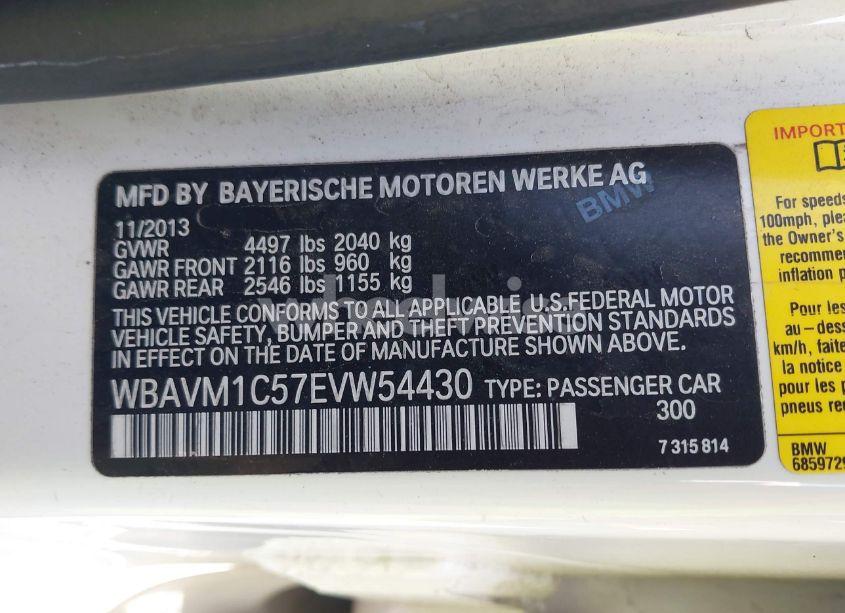 MFD BY BAYERISCHE MOTOREN WERKE AG
BMW
11/2013
GVWR 4497 lbs 2040 kg
GAWR FRONT 2116 lbs 960 kg
GAWR REAR 2546 lbs 1155 kg
THIS VEHICLE CONFORMS TO ALL APPLICABLE U.S.FEDERAL MOTOR
VEHICLE SAFETY, BUMPER AND THEFT PREVENTION STANDARDS
IN EFFECT ON THE DATE OF MANUFACTURE SHOWN ABOVE.
WBAVM1C57EVW54430 TYPE: PASSENGER CAR
300
7 315 814
IMPORT
For speeds
100mph, plea
the Owner's
recomme
inflation p
Pour les
au-dess
km/h, faite
la notice
pour les
pneus rec
BMW
6859729